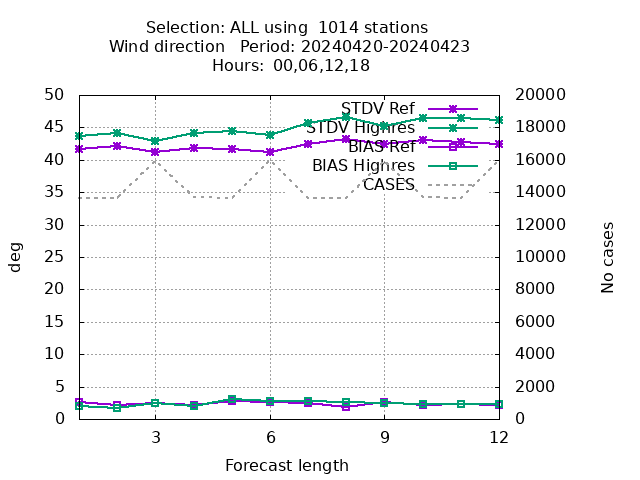 Selection: ALL using  1014 stations
Wind direction   Period: 20240420-20240423
Hours:  00,06,12,18
STDV Ref
STDV Highres
BIAS Ref
BIAS Highres
CASES
50
45
40
35
30
25
20
15
10
5
0
deg
20000
18000
16000
14000
12000
10000
8000
6000
4000
2000
0
No cases
3 6 9 12
Forecast length